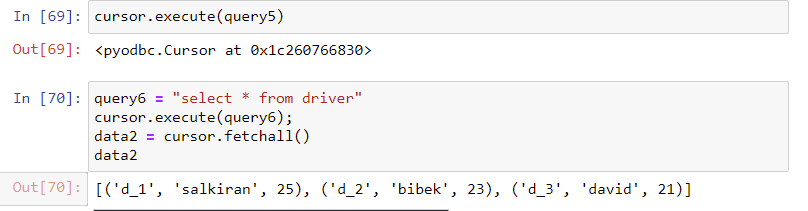 In [69]: cursor.execute(query5)
Out[69]: <pyodbc.Cursor at 0x1c260766830>
In [70]: query6 = "select * from driver"
cursor.execute(query6);
data2 = cursor.fetchall()
data2
Out[70]: [('d_1', 'salkiran', 25), ('d_2', 'bibek', 23), ('d_3', 'david', 21)]